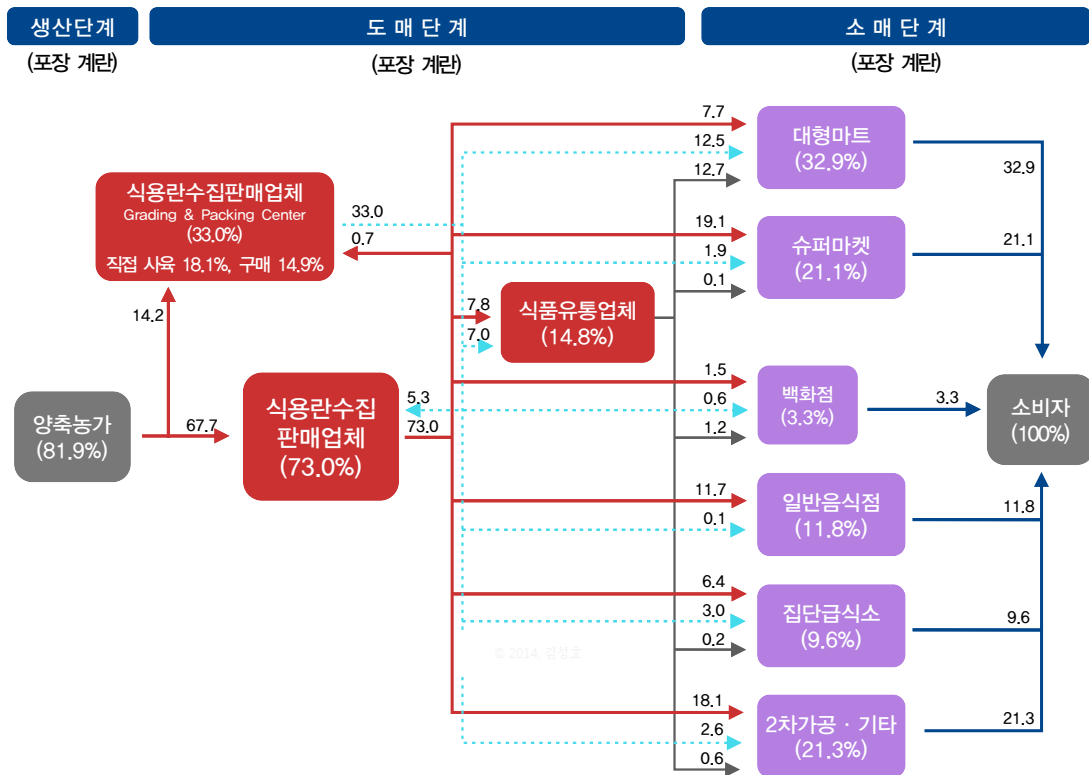 생산단계
도 매 단 계
소 매 단 계
(포장 계란)
(포장 계란)
(포장 계란)
7.7
12.5
12.7
대형마트
(32.9%)
32.9
식용란수집판매업체
Grading & Packing Center
(33.0%)
직접 사육 18.1%, 구매 14.9%
33.0
0.7
19.1
1.9
0.1
슈퍼마켓
(21.1%)
21.1
14.2
7.8
7.0
식품유통업체
(14.8%)
양축농가
(81.9%)
67.7
식용란수집
판매업체
(73.0%)
5.3
73.0
1.5
0.6
1.2
백화점
(3.3%)
3.3
소비자
(100%)
11.7
0.1
일반음식점
(11.8%)
11.8
6.4
3.0
0.2
집단급식소
(9.6%)
9.6
© 2014, 김성호
18.1
2.6
0.6
2차가공 · 기타
(21.3%)
21.3